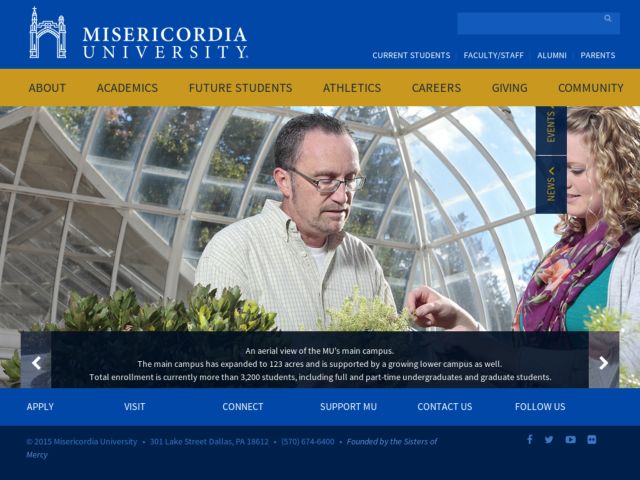 MISERICORDIA
UNIVERSITY
CURRENT STUDENTS FACULTY/STAFF ALUMNI PARENTS
ABOUT ACADEMICS FUTURE STUDENTS ATHLETICS CAREERS GIVING COMMUNITY
EVENTS
NEWS
An aerial view of the MU's main campus.
The main campus has expanded to 123 acres and is supported by a growing lower campus as well.
Total enrollment is currently more than 3,200 students, including full and part-time undergraduates and graduate students.
APPLY VISIT CONNECT SUPPORT MU CONTACT US FOLLOW US
© 2015 Misericordia University • 301 Lake Street Dallas, PA 18612 • (570) 674-6400 • Founded by the Sisters of
Mercy